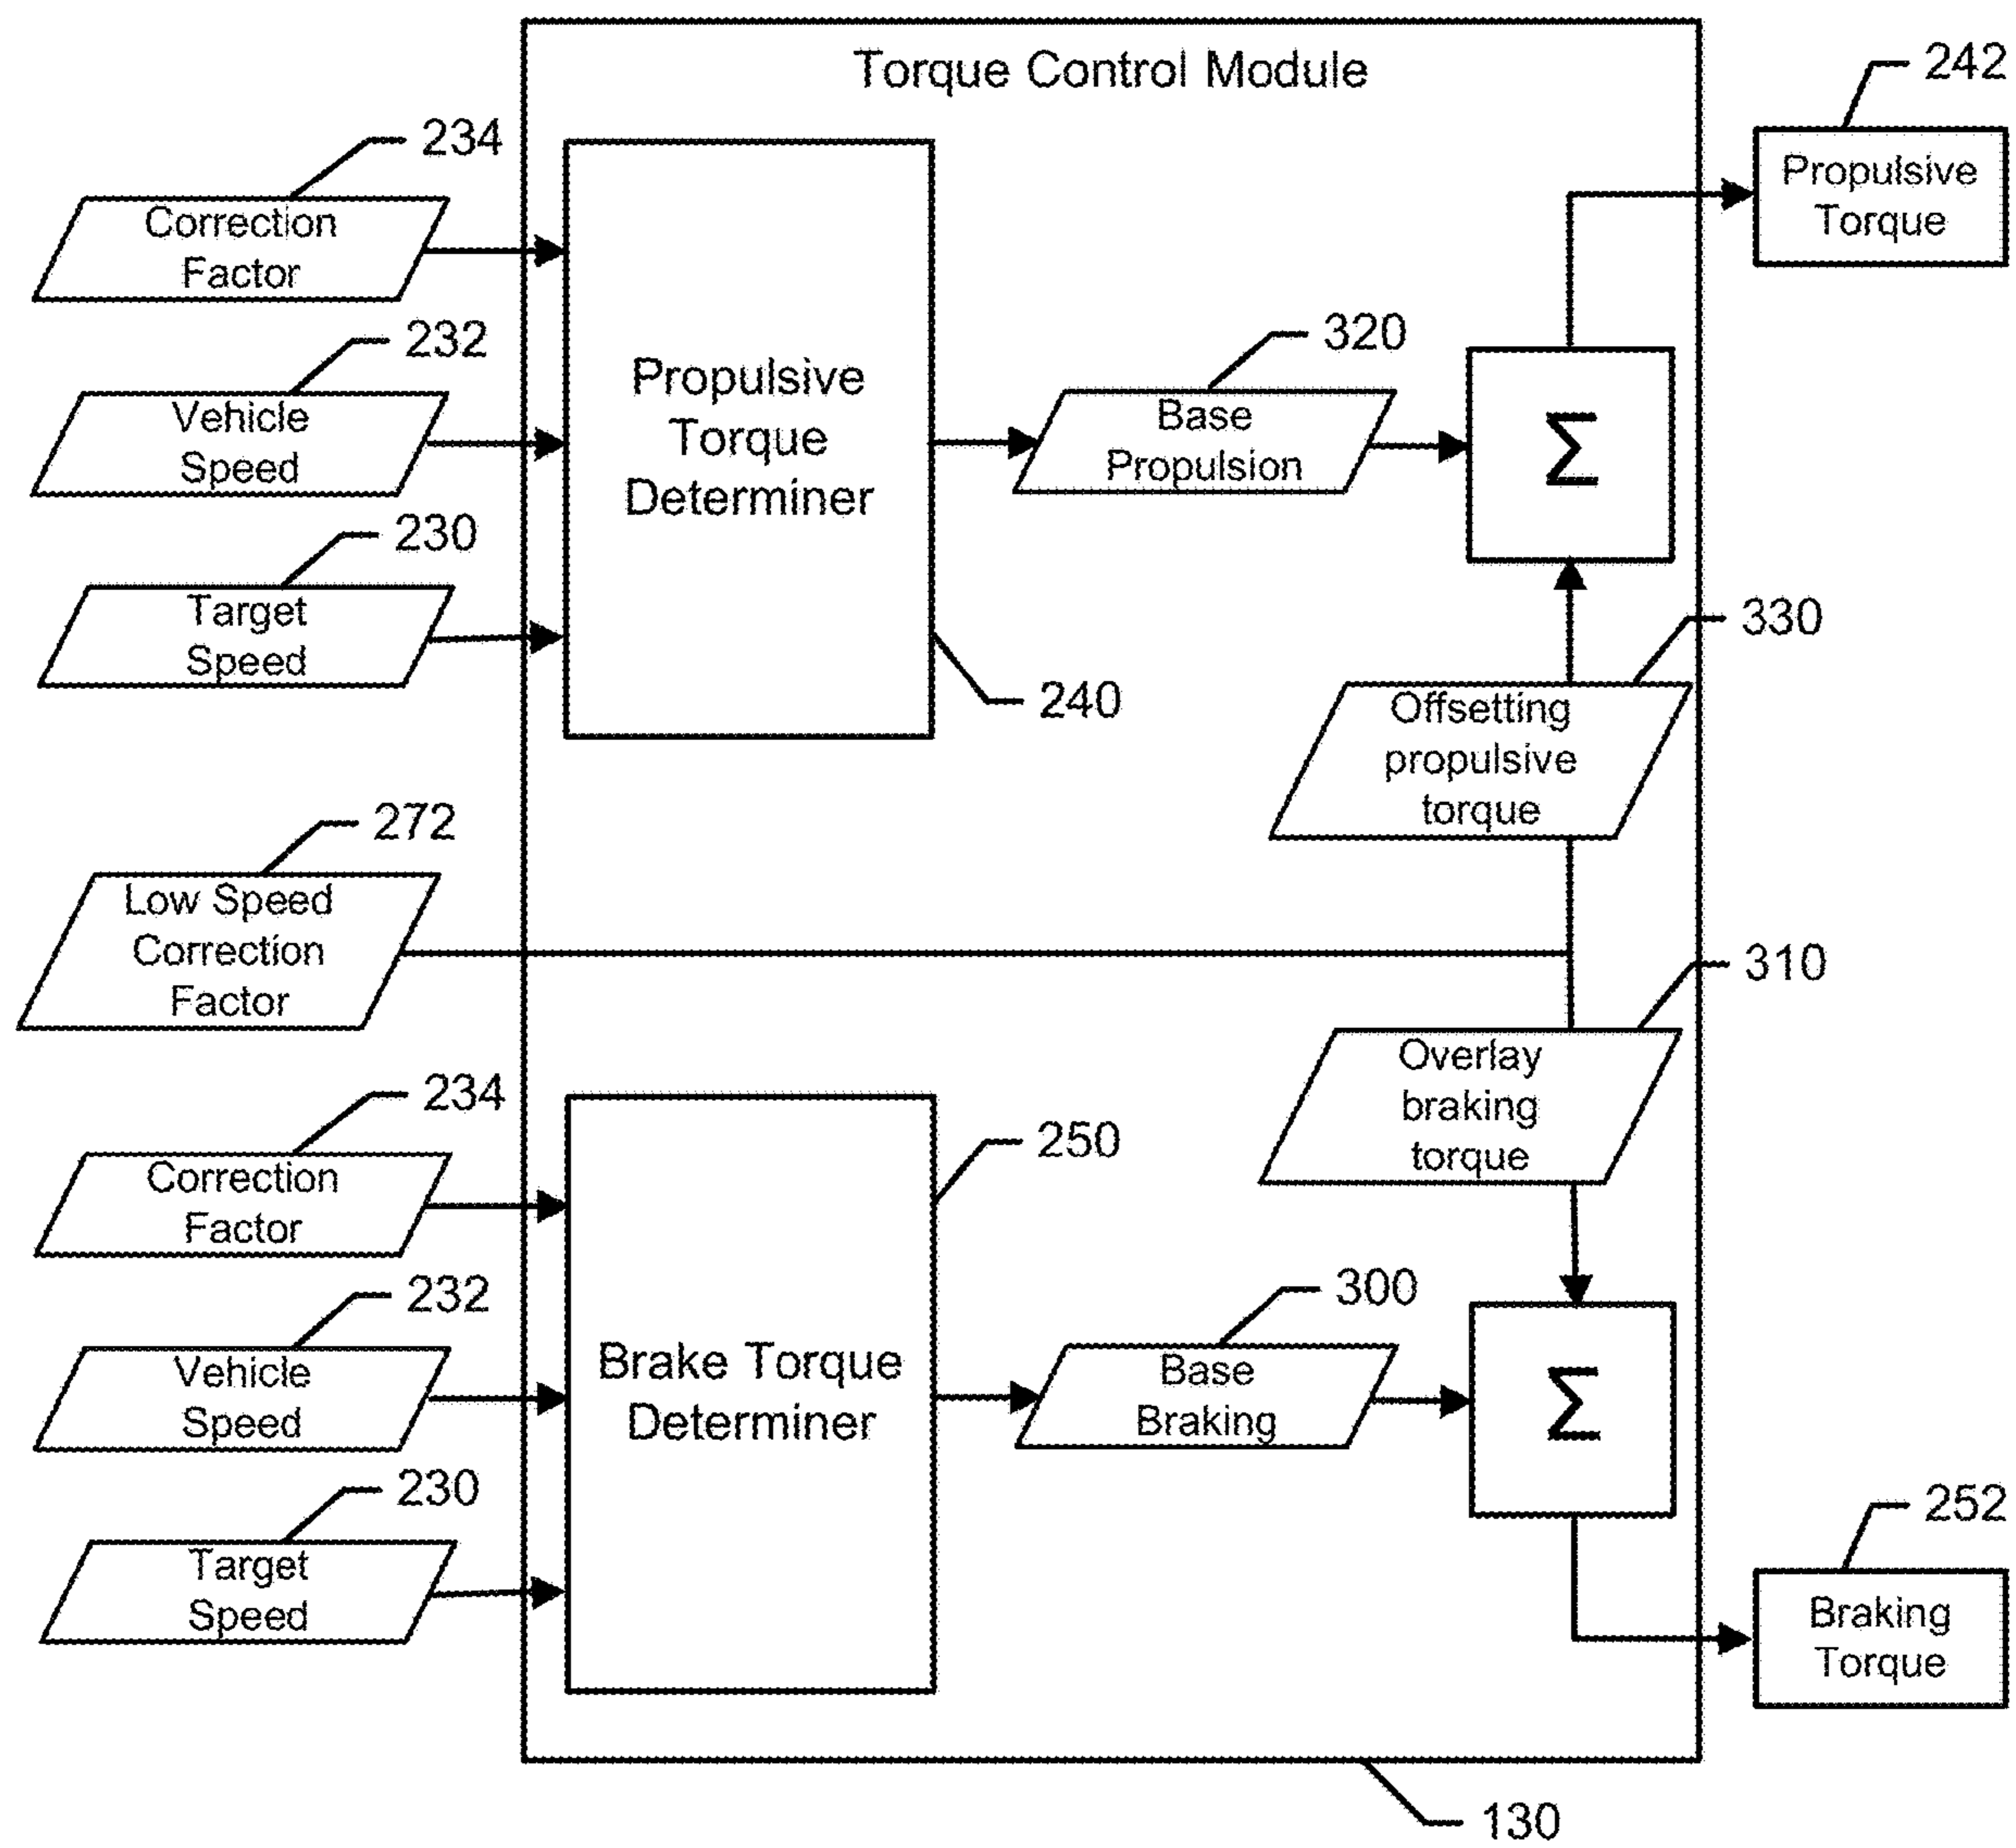 Torque Control Module
242
Propulsive
Torque
234
Correction
Factor
232
Vehicle
Speed
230
Target
Speed
Propulsive
Torque
Determiner
240
320
Base
Propulsion
Σ
330
Offsetting
propulsive
torque
272
Low Speed
Correction
Factor
310
Overlay
braking
torque
234
Correction
Factor
232
Vehicle
Speed
230
Target
Speed
250
Brake Torque
Determiner
300
Base
Braking
Σ
252
Braking
Torque
130